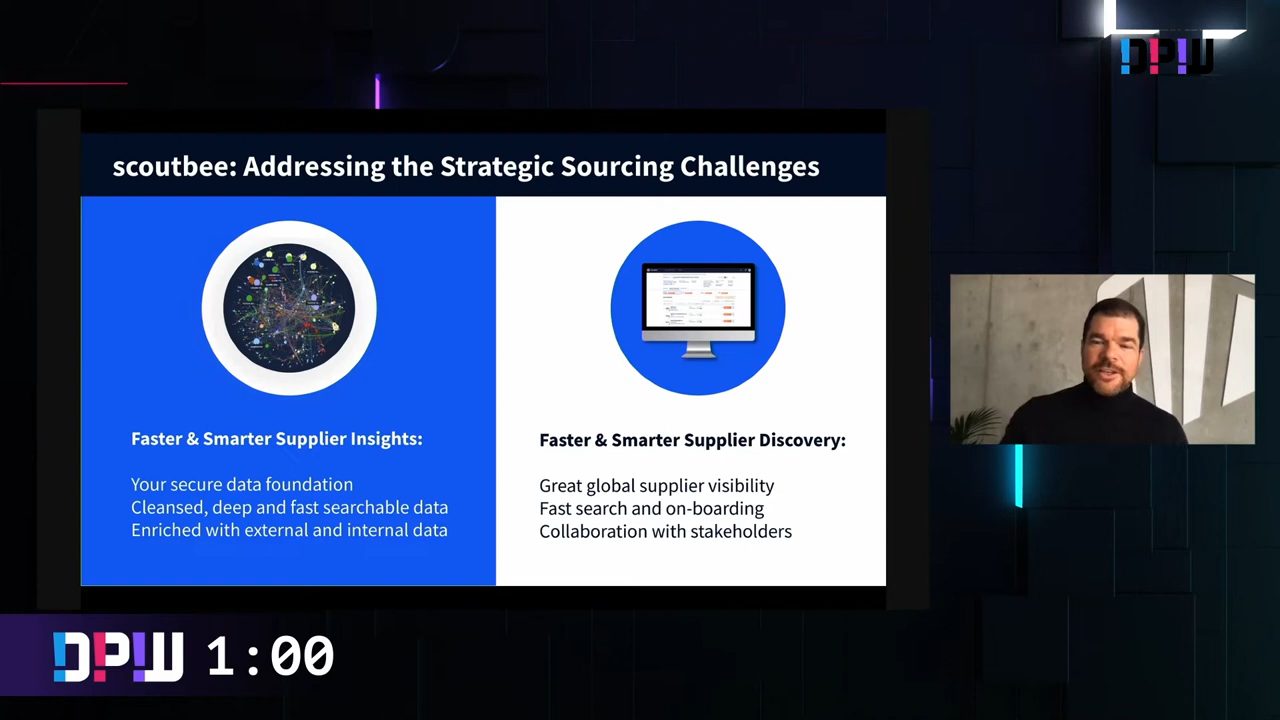 DPW
scoutbee: Addressing the Strategic Sourcing Challenges
Faster & Smarter Supplier Insights:
Your secure data foundation
Cleansed, deep and fast searchable data
Enriched with external and internal data
Faster & Smarter Supplier Discovery:
Great global supplier visibility
Fast search and on-boarding
Collaboration with stakeholders
DPW 1:00